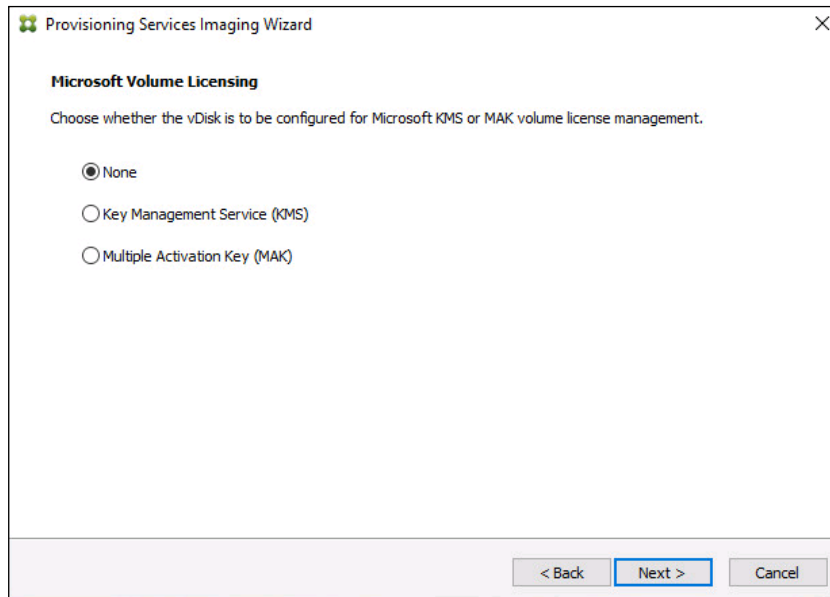 Provisioning Services Imaging Wizard
Microsoft Volume Licensing
Choose whether the vDisk is to be configured for Microsoft KMS or MAK volume license management.
None
Key Management Service (KMS)
Multiple Activation Key (MAK)
< Back Next > Cancel